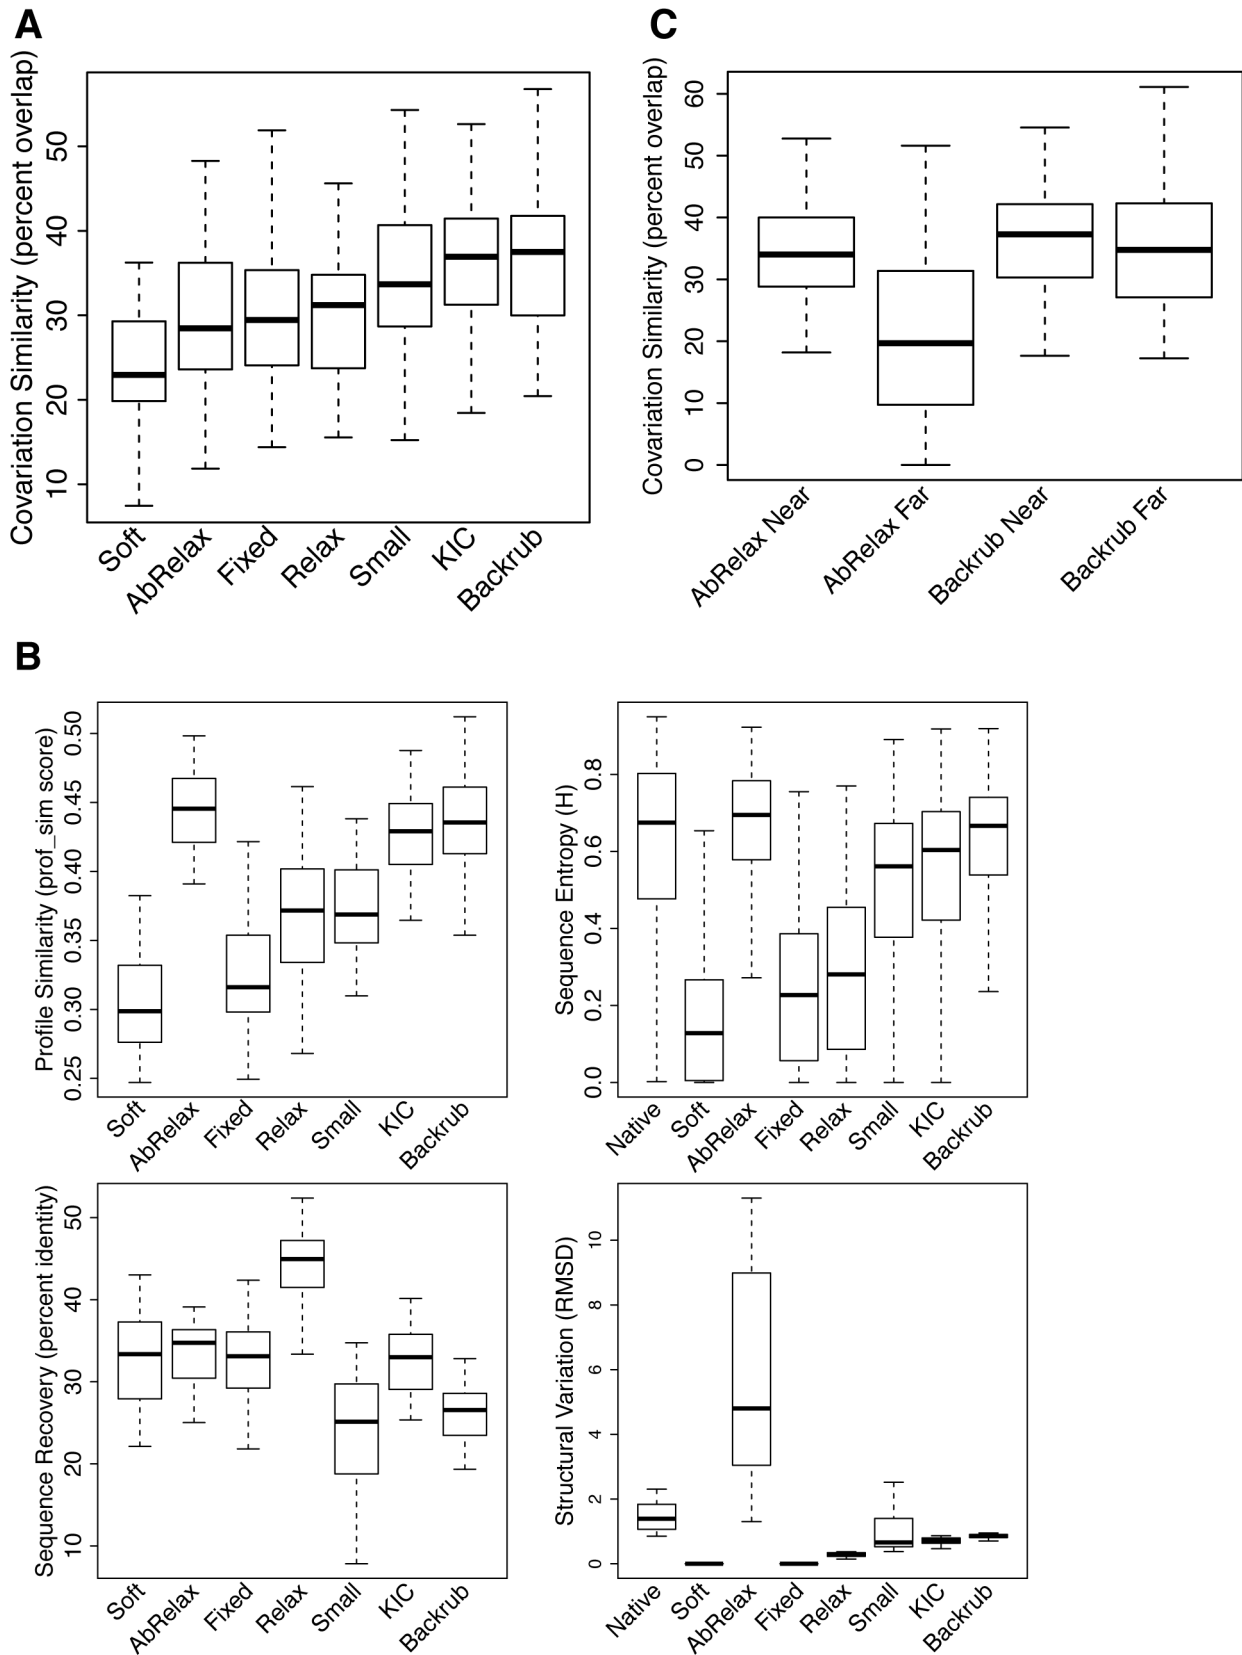 A
Covariation Similarity (percent overlap)
50
40
30
20
10
Soft
AbRelax
Fixed
Relax
Small
KIC
Backrub
C
Covariation Similarity (percent overlap)
60
50
40
30
20
10
0
AbRelax Near
AbRelax Far
Backrub Near
Backrub Far
B
Profile Similarity (prof_sim score)
0.50
0.45
0.40
0.35
0.30
0.25
Soft
AbRelax
Fixed
Relax
Small
KIC
Backrub
Sequence Entropy (H)
0.8
0.6
0.4
0.2
0.0
Native
Soft
AbRelax
Fixed
Relax
Small
KIC
Backrub
Sequence Recovery (percent identity)
50
40
30
20
10
Soft
AbRelax
Fixed
Relax
Small
KIC
Backrub
Structural Variation (RMSD)
10
8
6
4
2
0
Native
Soft
AbRelax
Fixed
Relax
Small
KIC
Backrub